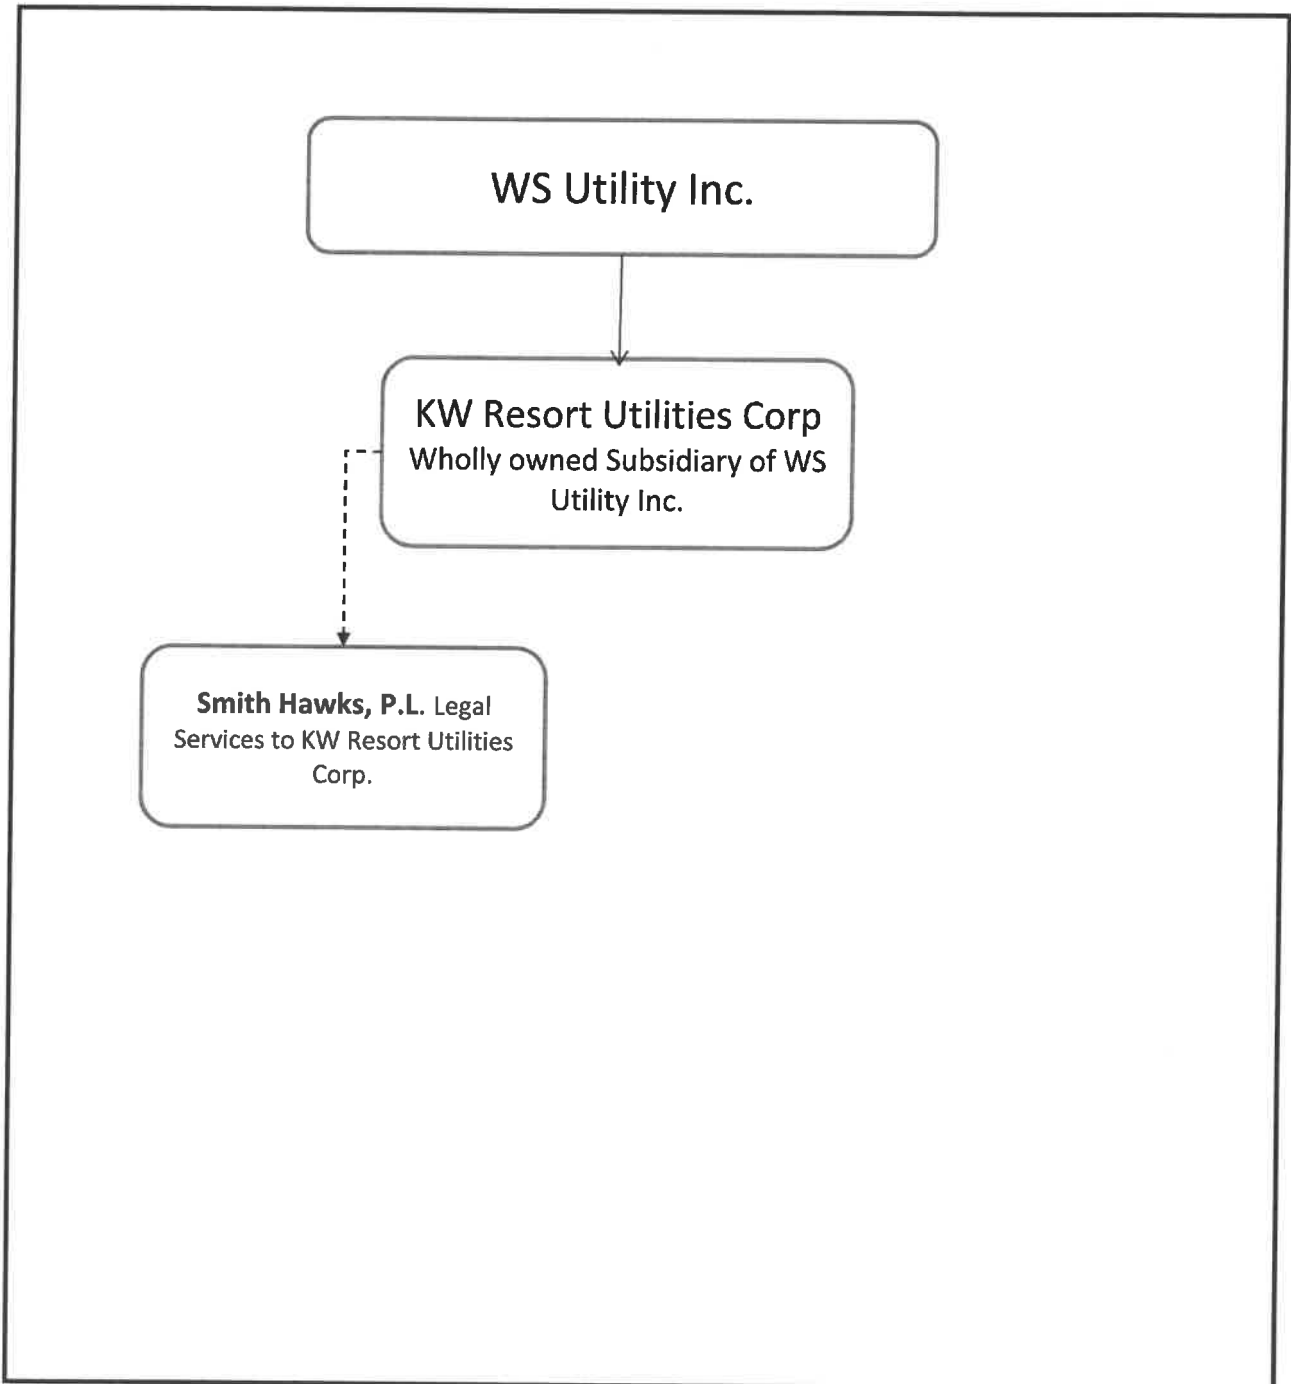 WS Utility Inc.
KW Resort Utilities Corp
Wholly owned Subsidiary of WS
Utility Inc.
Smith Hawks, P.L. Legal
Services to KW Resort Utilities
Corp.